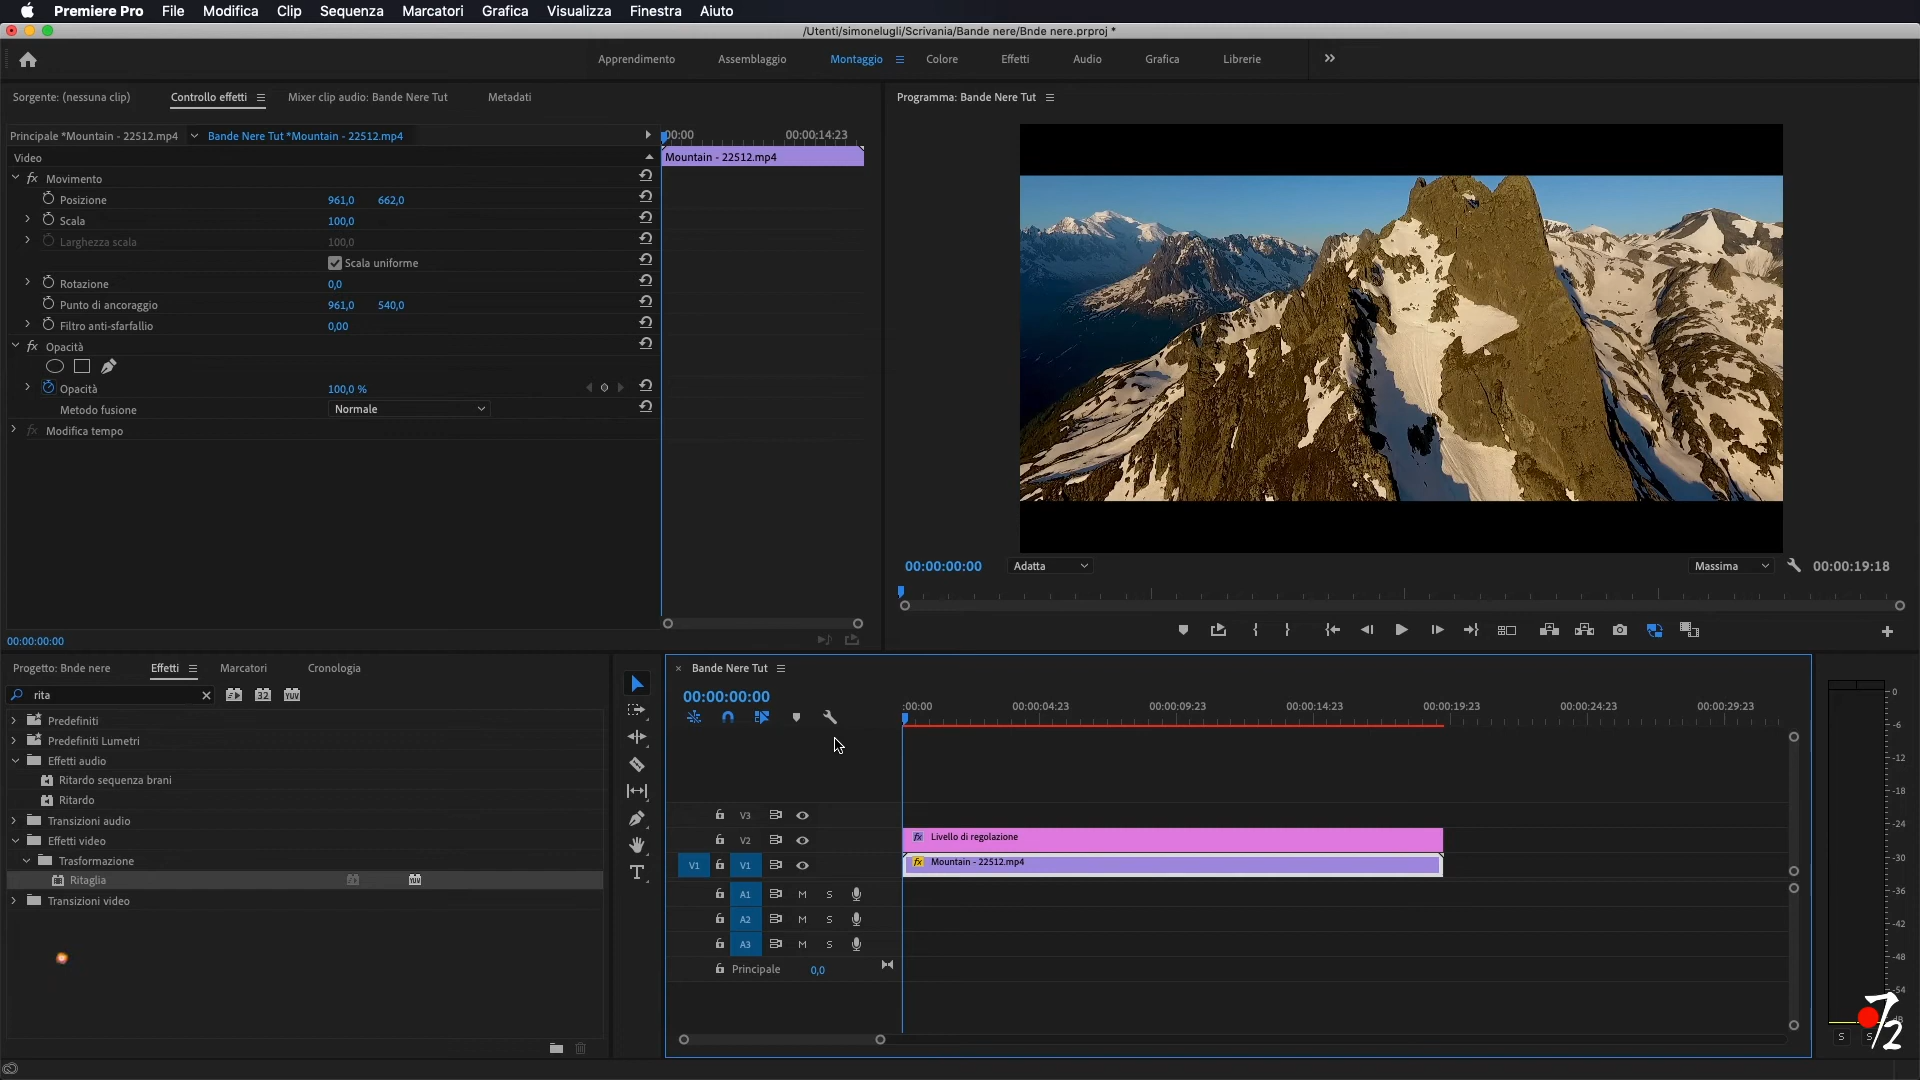 Premiere Pro File Modifica Clip Sequenza Marcatori Grafica Visualizza Finestra Aiuto
/Utenti/simonelugli/Scrivania/Bande nere/Bnde nere.prproj *
Apprendimento Assemblaggio Montaggio Colore Effetti Audio Grafica Librerie
Sorgente: (nessuna clip) Controllo effetti Mixer clip audio: Bande Nere Tut Metadati
Programma: Bande Nere Tut
Principale *Mountain - 22512.mp4 Bande Nere Tut *Mountain - 22512.mp4
00:00 00:00:14:23
Video
Mountain - 22512.mp4
fx Movimento
Posizione 961,0 662,0
Scala 100,0
Larghezza scala 100,0
Scala uniforme
Rotazione 0,0
Punto di ancoraggio 961,0 540,0
Filtro anti-sfarfallio 0,00
fx Opacità
Opacità 100,0 %
Metodo fusione Normale
fx Modifica tempo
00:00:00:00
00:00:00:00 Adatta Massima 00:00:19:18
Progetto: Bnde nere Effetti Marcatori Cronologia
rita 32 YUV
Predefiniti
Predefiniti Lumetri
Effetti audio
Ritardo sequenza brani
Ritardo
Transizioni audio
Effetti video
Trasformazione
Ritaglia YUV
Transizioni video
Bande Nere Tut
00:00:00:00
:00:00 00:00:04:23 00:00:09:23 00:00:14:23 00:00:19:23 00:00:24:23 00:00:29:23
V3
V2 fx Livello di regolazione
V1 V1 fx Mountain - 22512.mp4
A1 M S
A2 M S
A3 M S
Principale 0,0
T
0
-6
-12
-18
-24
-30
-36
-42
-48
-54
dB
S S
72